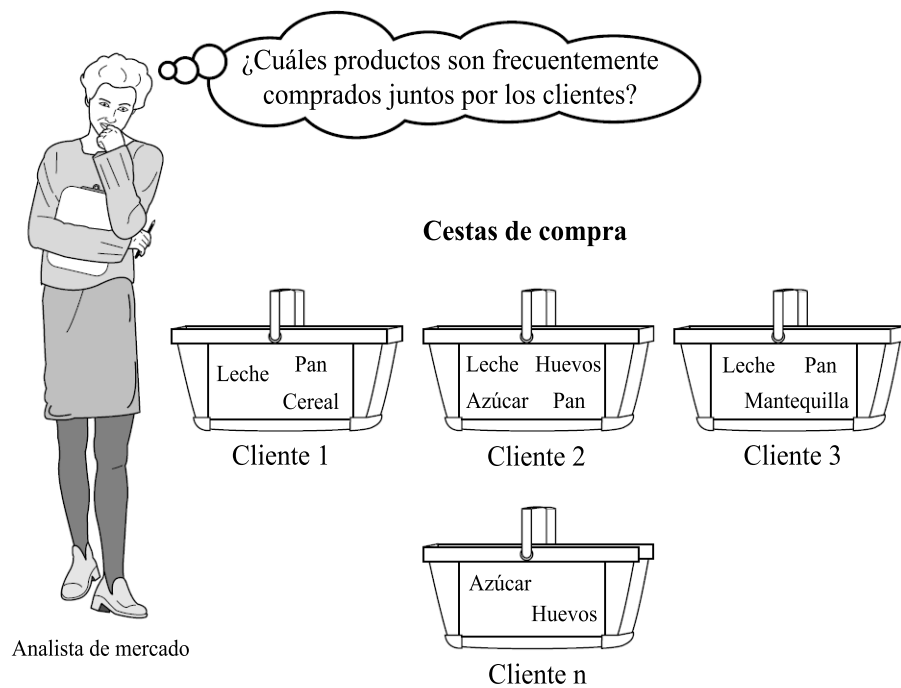 ¿Cuáles productos son frecuentemente
comprados juntos por los clientes?
Cestas de compra
Leche Pan
Cereal
Cliente 1
Leche Huevos
Azúcar Pan
Cliente 2
Leche Pan
Mantequilla
Cliente 3
Azúcar
Huevos
Cliente n
Analista de mercado